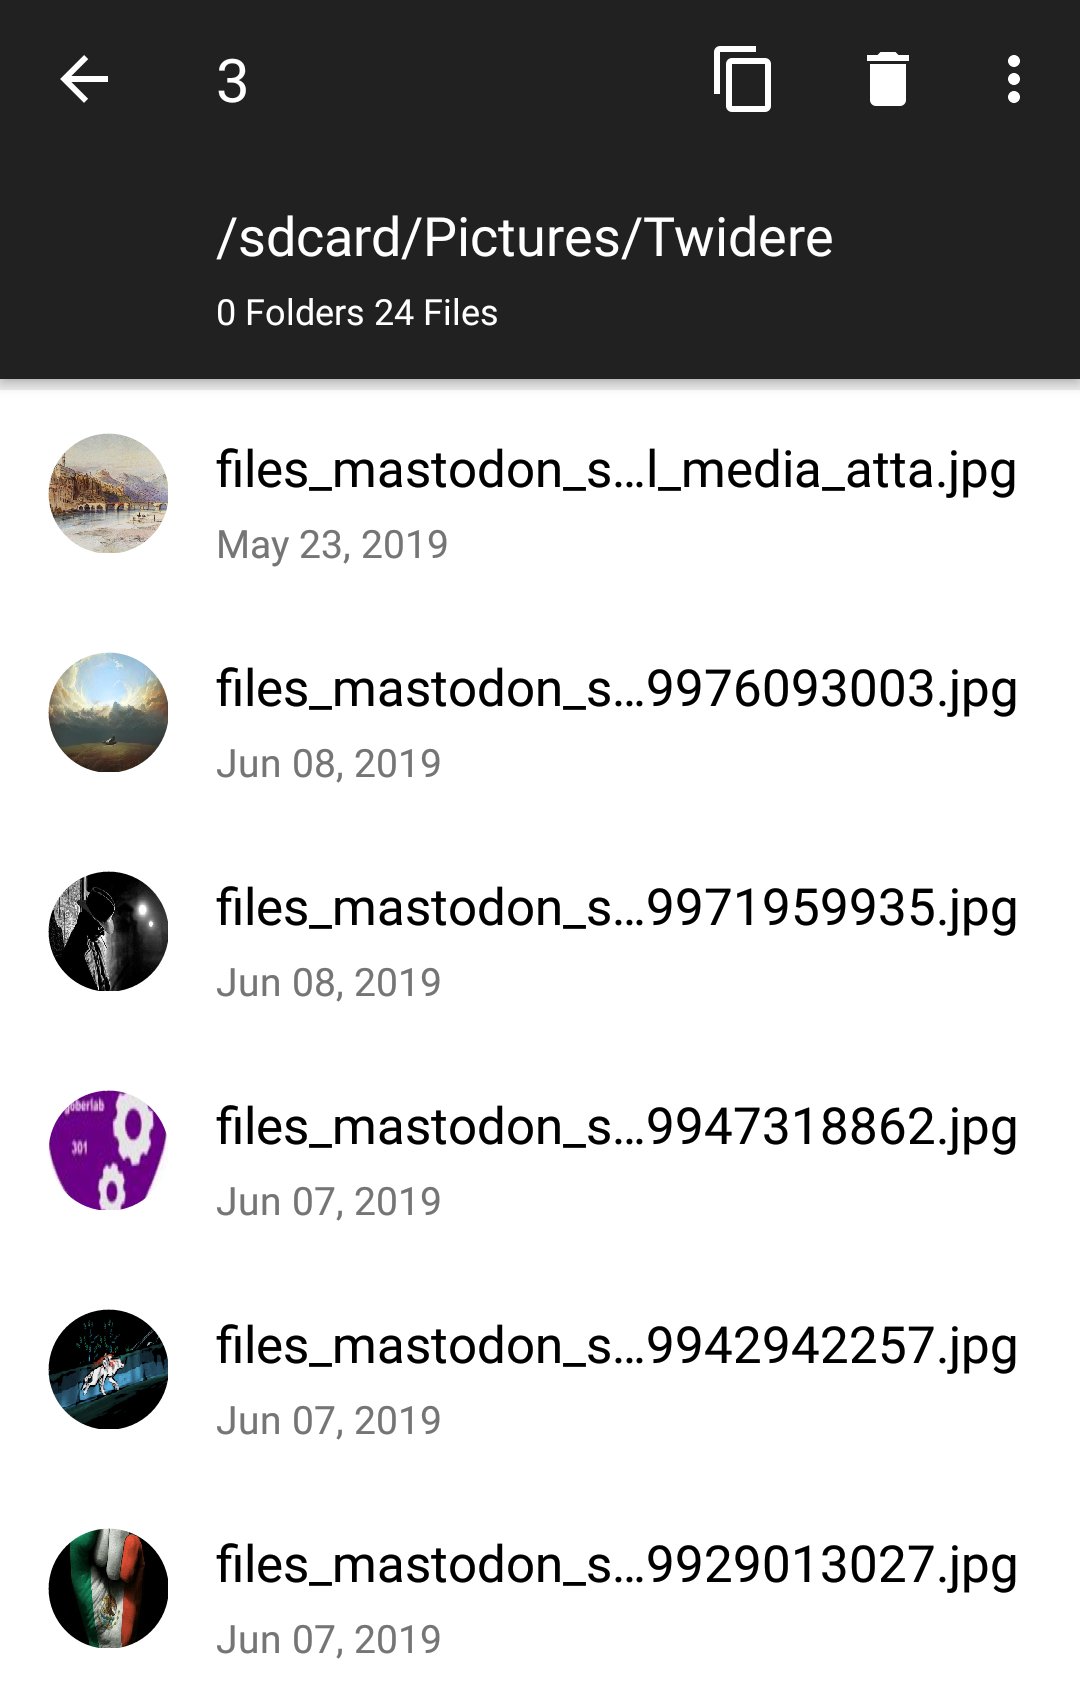 3
/sdcard/Pictures/Twidere
0 Folders 24 Files
files_mastodon_s...l_media_atta.jpg
May 23, 2019
files_mastodon_s...9976093003.jpg
Jun 08, 2019
files_mastodon_s...9971959935.jpg
Jun 08, 2019
goberlab
301
files_mastodon_s...9947318862.jpg
Jun 07, 2019
files_mastodon_s...9942942257.jpg
Jun 07, 2019
files_mastodon_s...9929013027.jpg
Jun 07, 2019